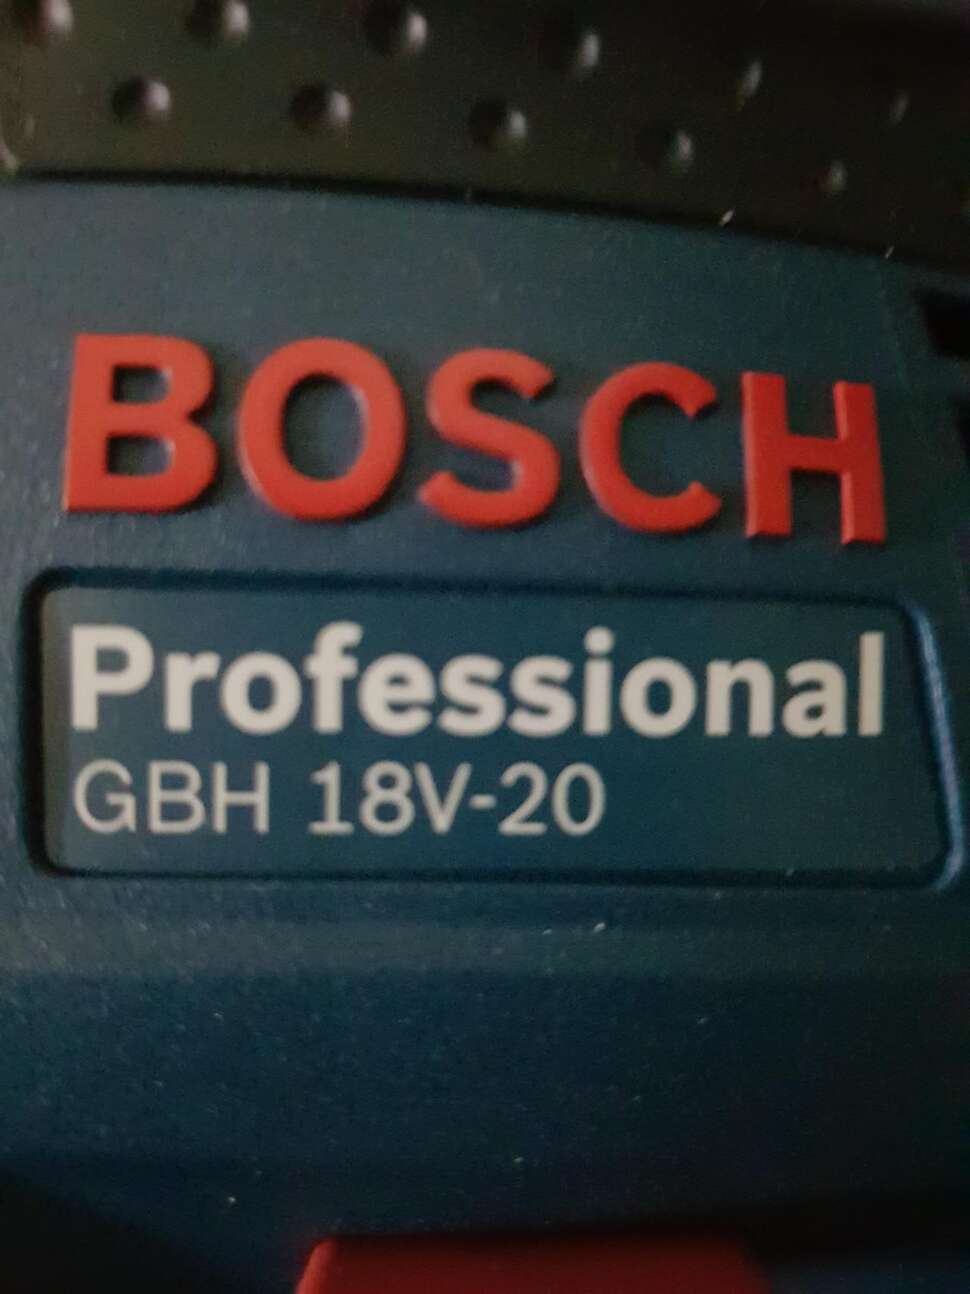 BOSCH
Professional
GBH 18V-20